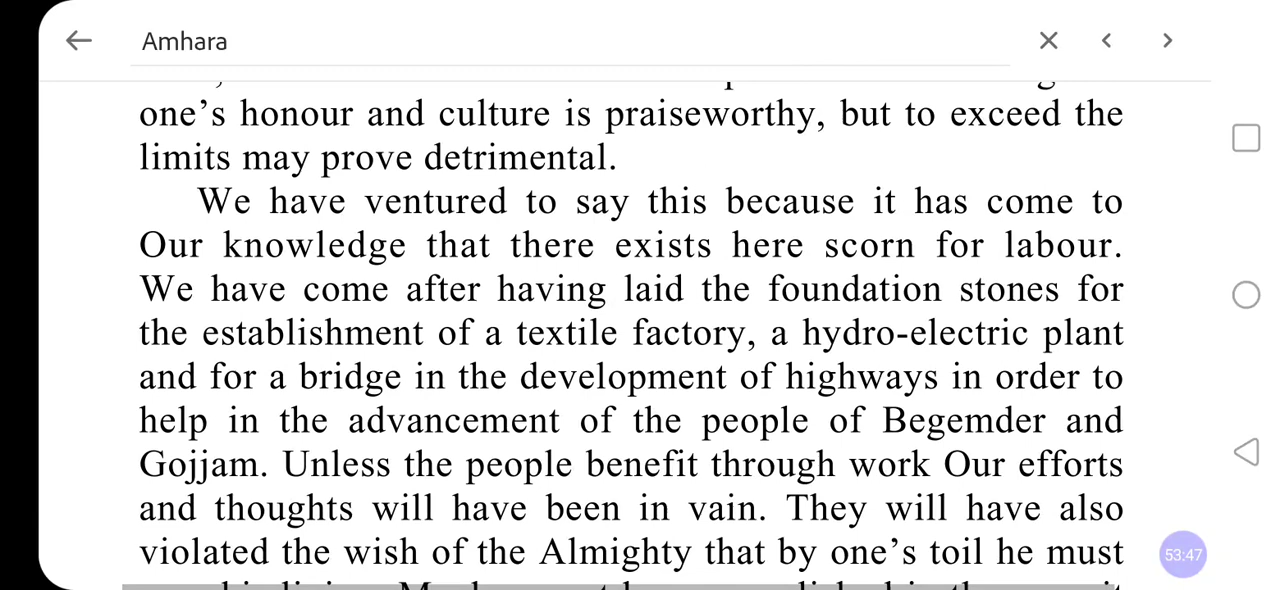 Amhara
one’s honour and culture is praiseworthy, but to exceed the
limits may prove detrimental.
We have ventured to say this because it has come to
Our knowledge that there exists here scorn for labour.
We have come after having laid the foundation stones for
the establishment of a textile factory, a hydro-electric plant
and for a bridge in the development of highways in order to
help in the advancement of the people of Begemder and
Gojjam. Unless the people benefit through work Our efforts
and thoughts will have been in vain. They will have also
violated the wish of the Almighty that by one’s toil he must
53:47